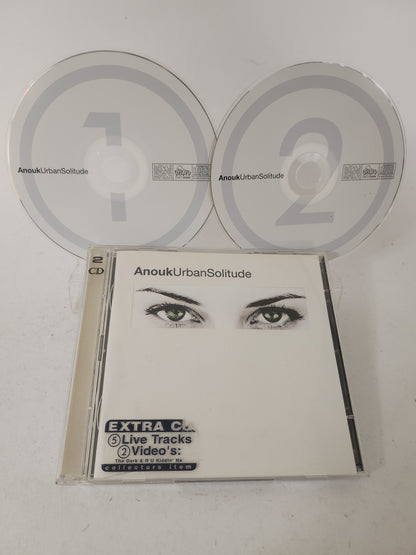 1
AnoukUrbanSolitude
2
AnoukUrbanSolitude
2
CD
AnoukUrbanSolitude
EXTRA C
5 Live Tracks
2 Video's:
The Dark & R U Kiddin' Me
collectors item